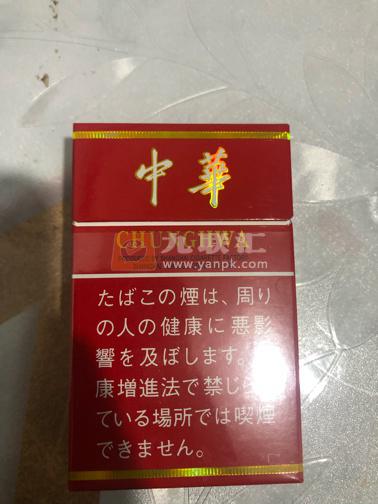 中華
CHUNGHWA
九联汇
www.yanpk.com
たばこの煙は、周り
の人の健康に悪影
響を及ぼします。
康増進法で禁じら
ている場所では喫煙
できません。